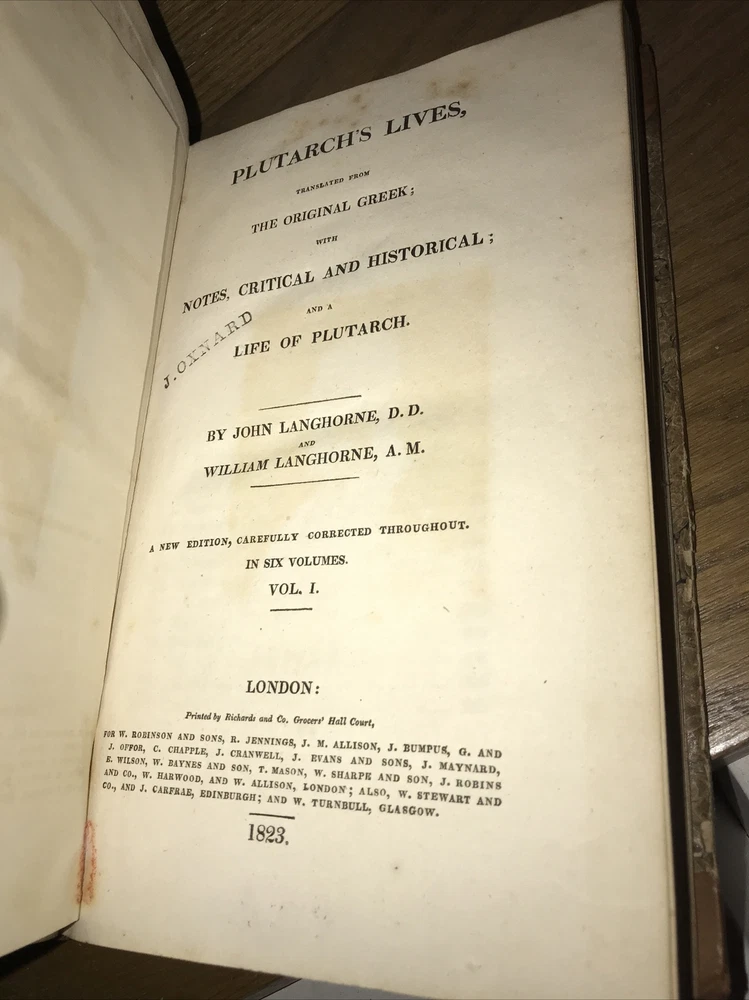 PLUTARCH'S LIVES,
TRANSLATED FROM
THE ORIGINAL GREEK;
WITH
NOTES, CRITICAL AND HISTORICAL;
AND A
LIFE OF PLUTARCH.
J. OXNARD
BY JOHN LANGHORNE, D. D.
AND
WILLIAM LANGHORNE, A. M.
A NEW EDITION, CAREFULLY CORRECTED THROUGHOUT.
IN SIX VOLUMES.
VOL. I.
LONDON:
Printed by Richards and Co. Grocers' Hall Court,
FOR W. ROBINSON AND SONS, R. JENNINGS, J. M. ALLISON, J. BUMPUS, G. AND
J. OFFOR, C. CHAPPLE, J. CRANWELL, J. EVANS AND SONS, J. MAYNARD,
E. WILSON, W. BAYNES AND SON, T. MASON, W. SHARPE AND SON, J. ROBINS
AND CO., W. HARWOOD, AND W. ALLISON, LONDON; ALSO, W. STEWART AND
CO., AND J. CARFRAE, EDINBURGH; AND W. TURNBULL, GLASGOW.
1823.